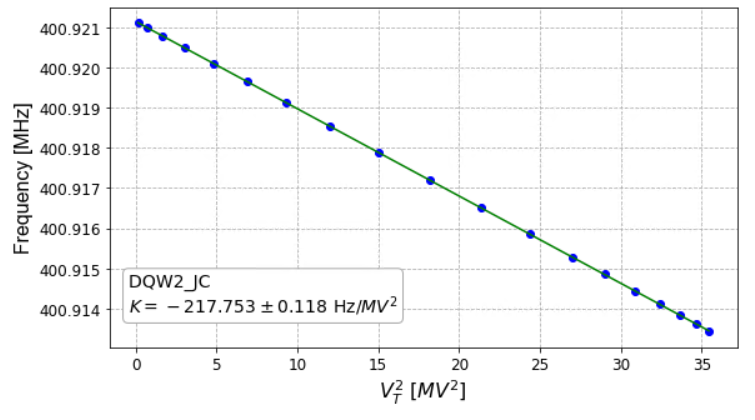 400.921
400.920
400.919
400.918
400.917
400.916
400.915
400.914
Frequency [MHz]
DQW2_JC
K = −217.753 ± 0.118 Hz/MV²
0 5 10 15 20 25 30 35
V_T² [MV²]